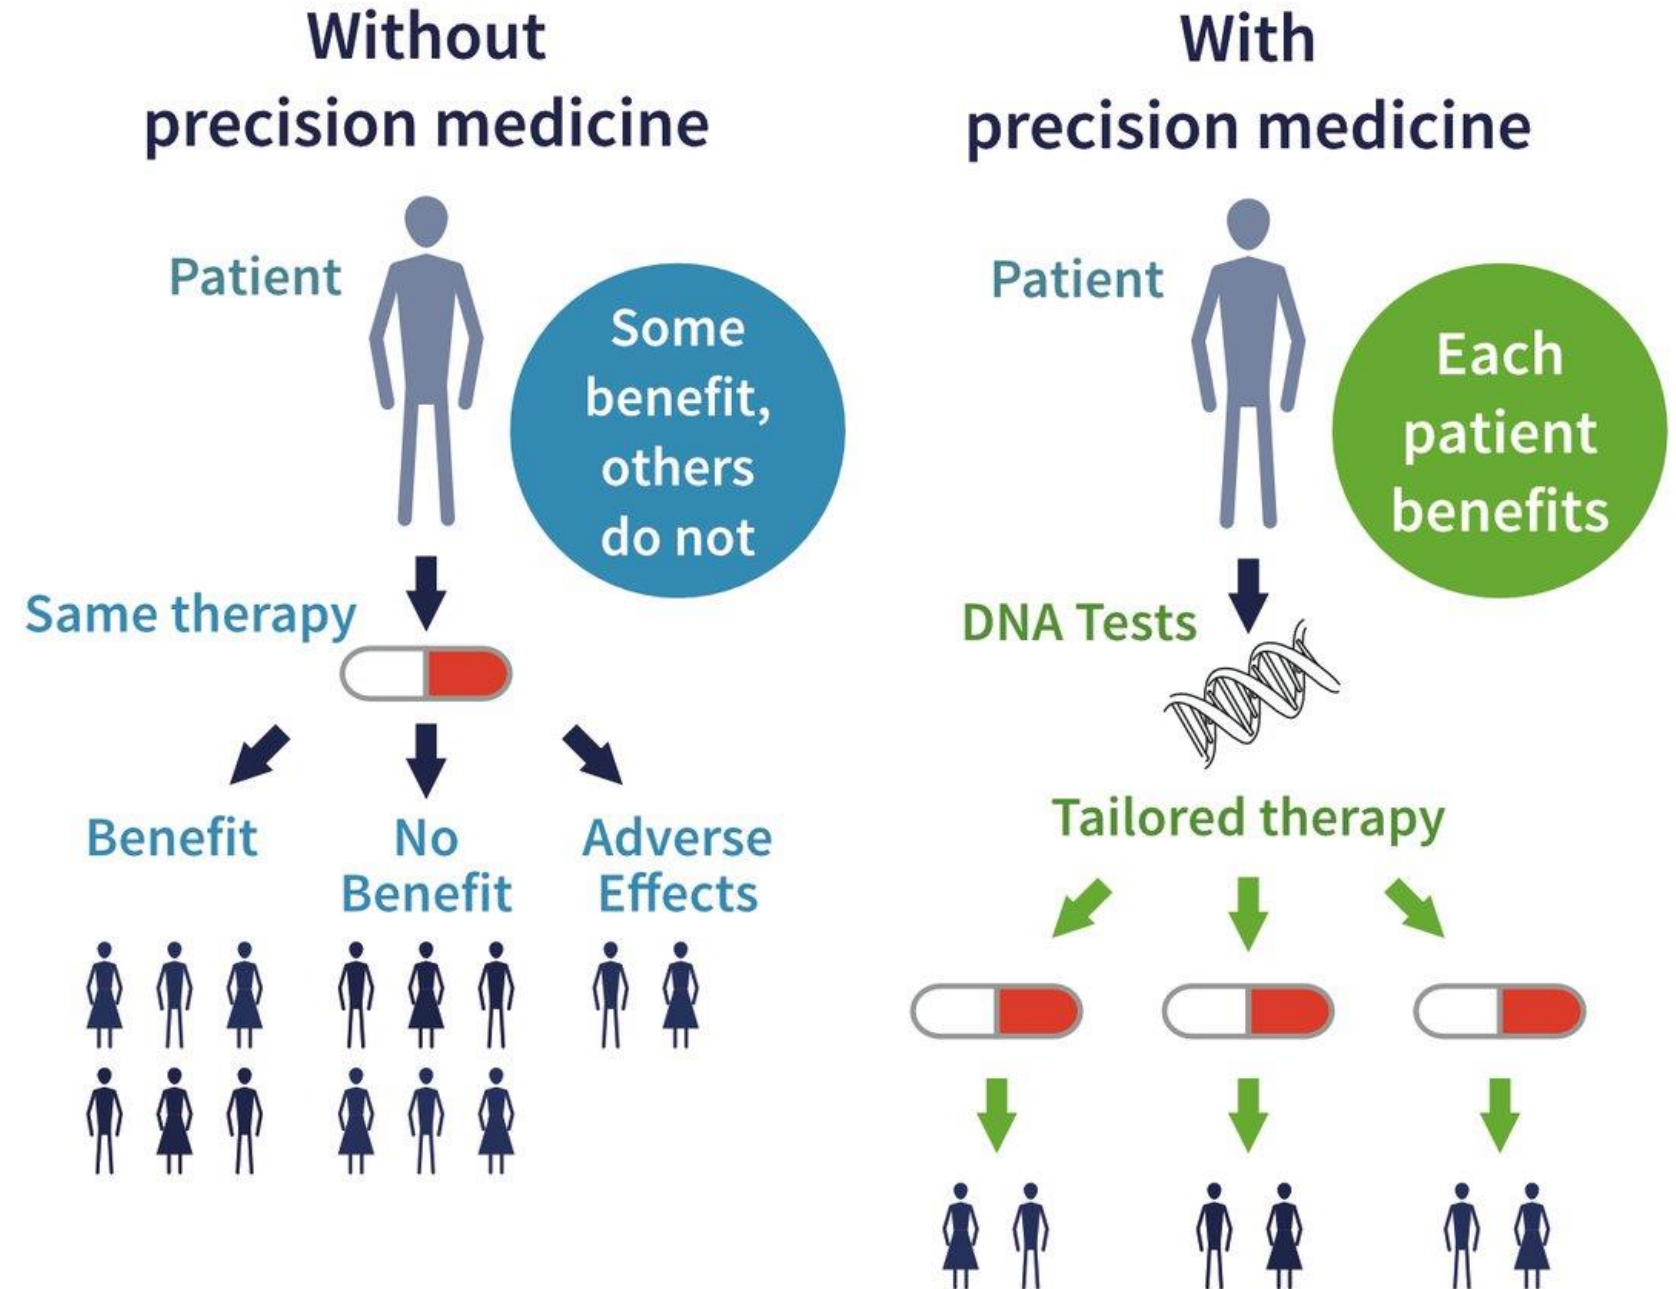 Without
precision medicine
Patient
Some
benefit,
others
do not
Same therapy
Benefit
No
Benefit
Adverse
Effects
With
precision medicine
Patient
Each
patient
benefits
DNA Tests
Tailored therapy